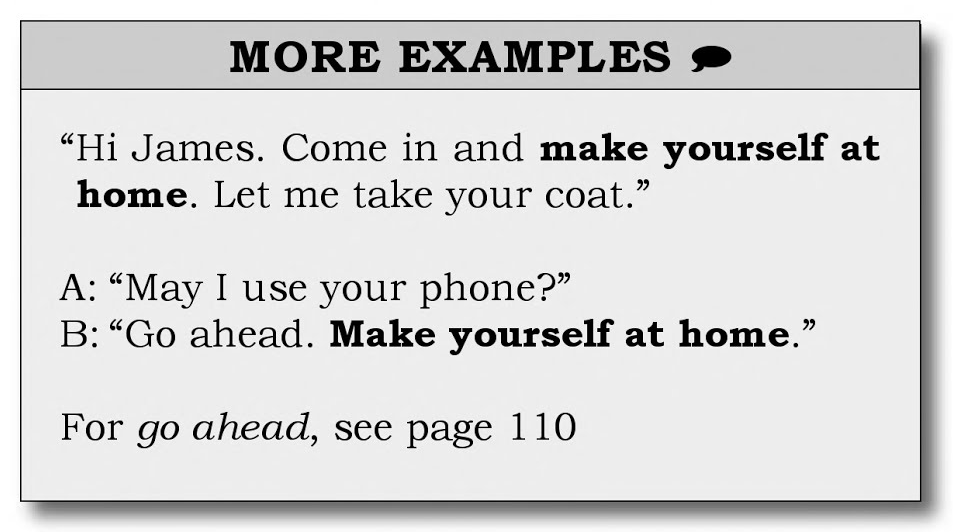 MORE EXAMPLES
“Hi James. Come in and make yourself at
home. Let me take your coat.”
A: “May I use your phone?”
B: “Go ahead. Make yourself at home.”
For go ahead, see page 110